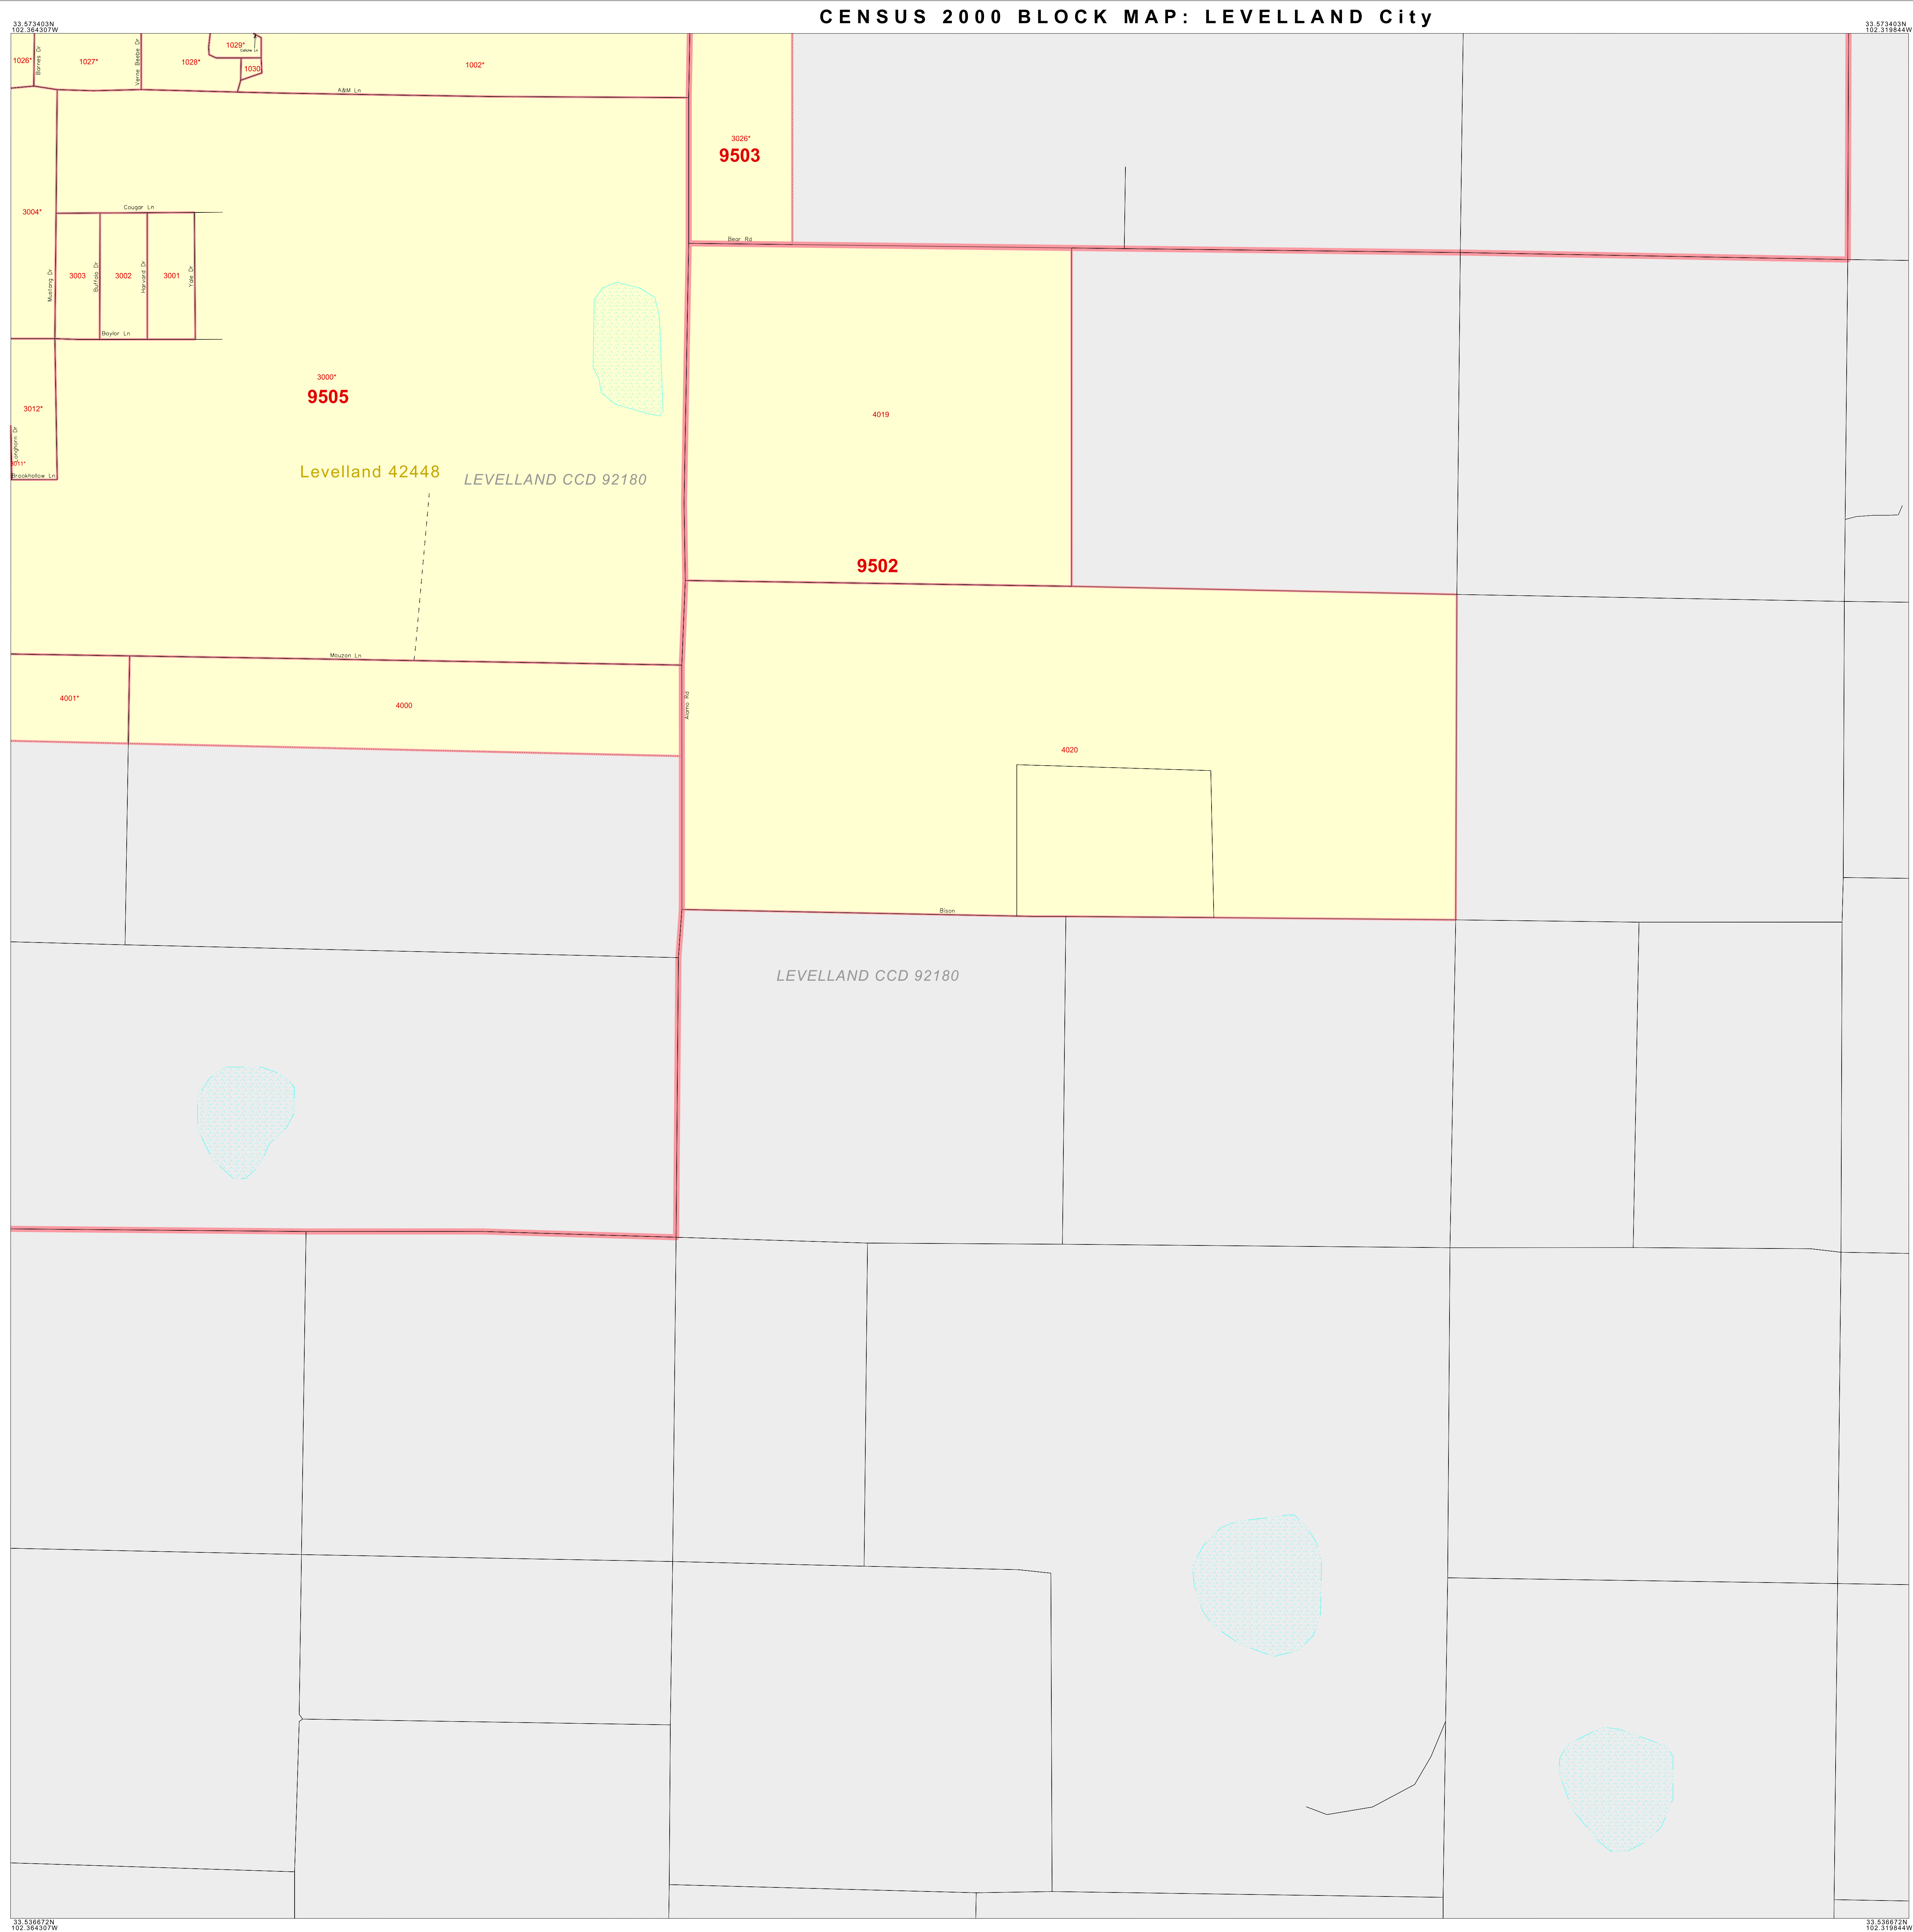 CENSUS 2000 BLOCK MAP: LEVELLAND City
33.573403N
102.364307W
33.573403N
102.319844W
1026*
Barnes Dr
1027*
Verne Beebe Dr
1028*
1029*
1030
1002*
A&M Ln
3026*
9503
Bear Rd
3004*
Cougar Ln
Mustang Dr
3003
Buffalo Dr
3002
Harvard Dr
3001
Yale Dr
Baylor Ln
3000*
9505
3012*
Longhorn Dr
3011*
Brookhollow Ln
Levelland 42448
LEVELLAND CCD 92180
4019
9502
Mouzon Ln
4001*
4000
Alamo Rd
4020
Bison
LEVELLAND CCD 92180
33.536672N
102.364307W
33.536672N
102.319844W